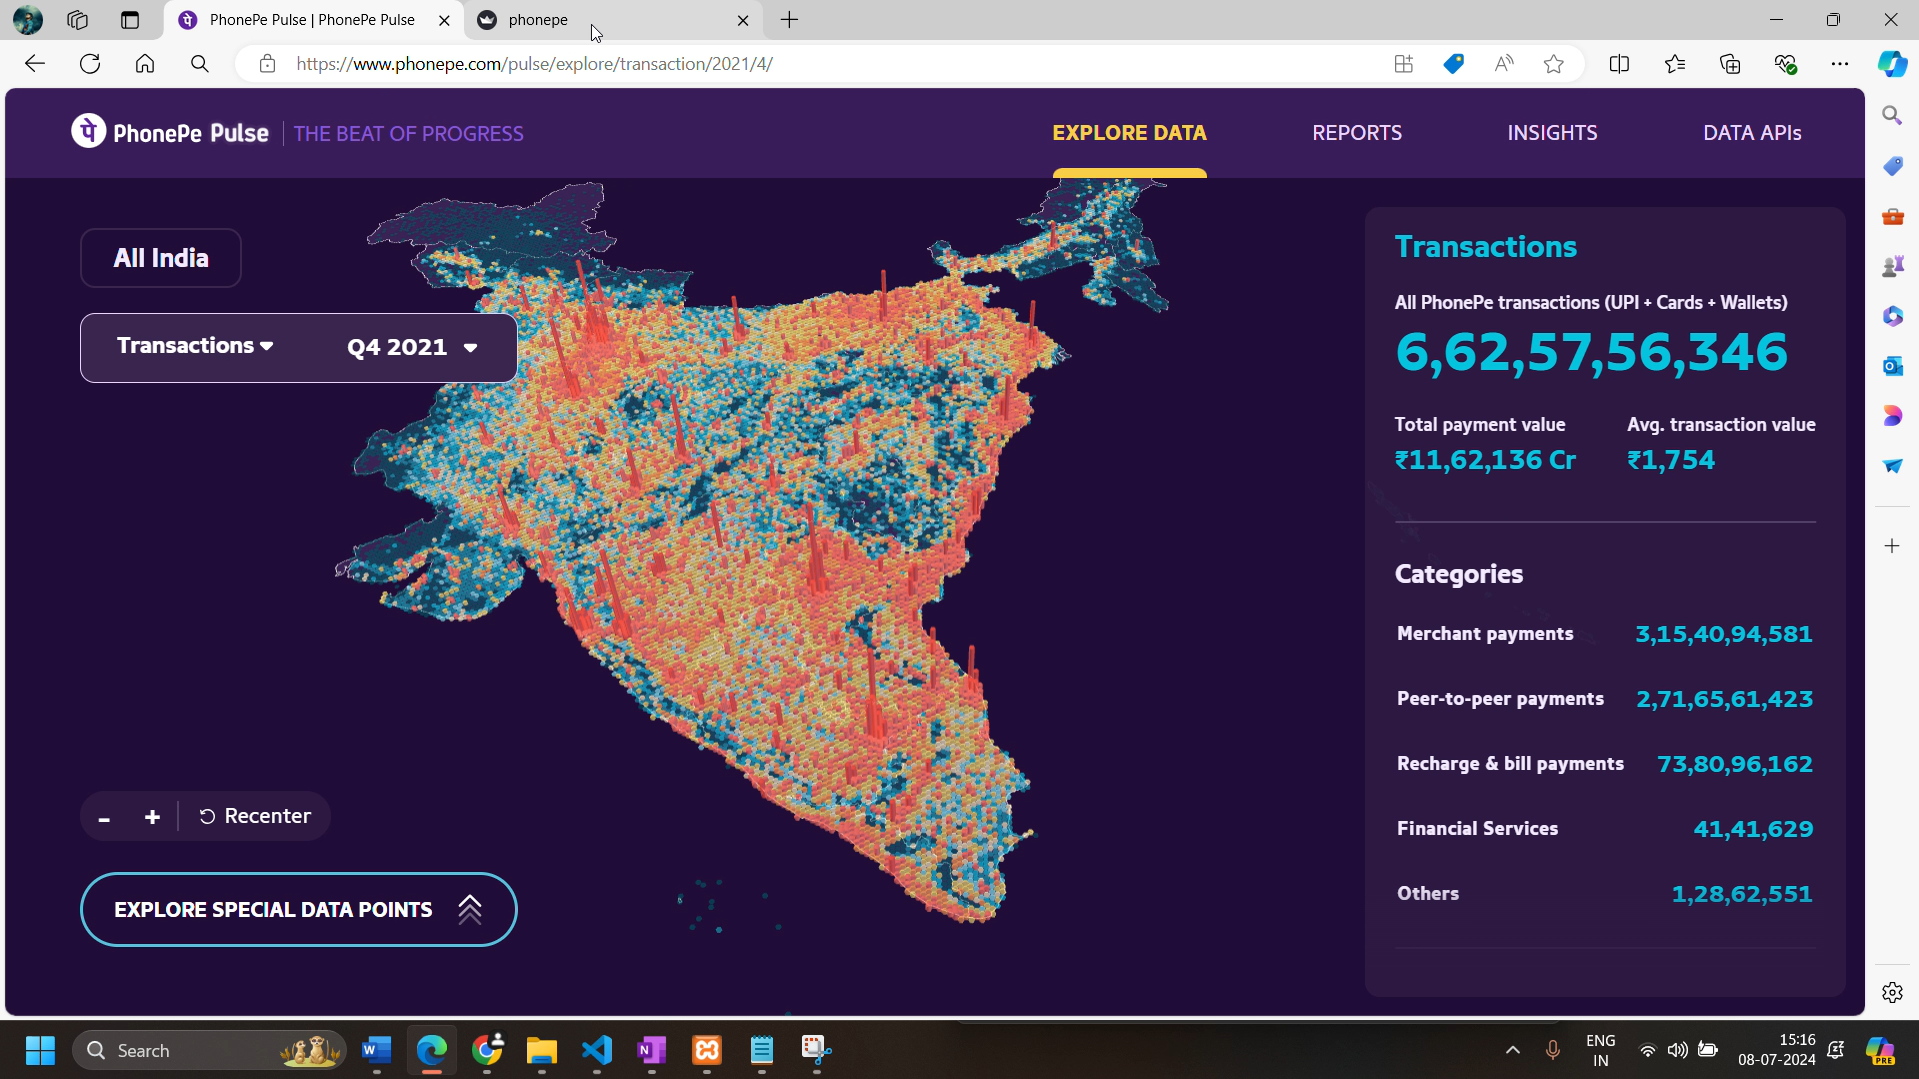 PhonePe Pulse | PhonePe Pulse
phonepe
https://www.phonepe.com/pulse/explore/transaction/2021/4/
पे PhonePe Pulse THE BEAT OF PROGRESS
EXPLORE DATA REPORTS INSIGHTS DATA APIs
All India
Transactions Q4 2021
Transactions
All PhonePe transactions (UPI + Cards + Wallets)
6,62,57,56,346
Total payment value Avg. transaction value
₹11,62,136 Cr ₹1,754
Categories
Merchant payments 3,15,40,94,581
Peer-to-peer payments 2,71,65,61,423
Recharge & bill payments 73,80,96,162
Financial Services 41,41,629
Others 1,28,62,551
- + Recenter
EXPLORE SPECIAL DATA POINTS
Search
ENG
IN
15:16
08-07-2024
PRE